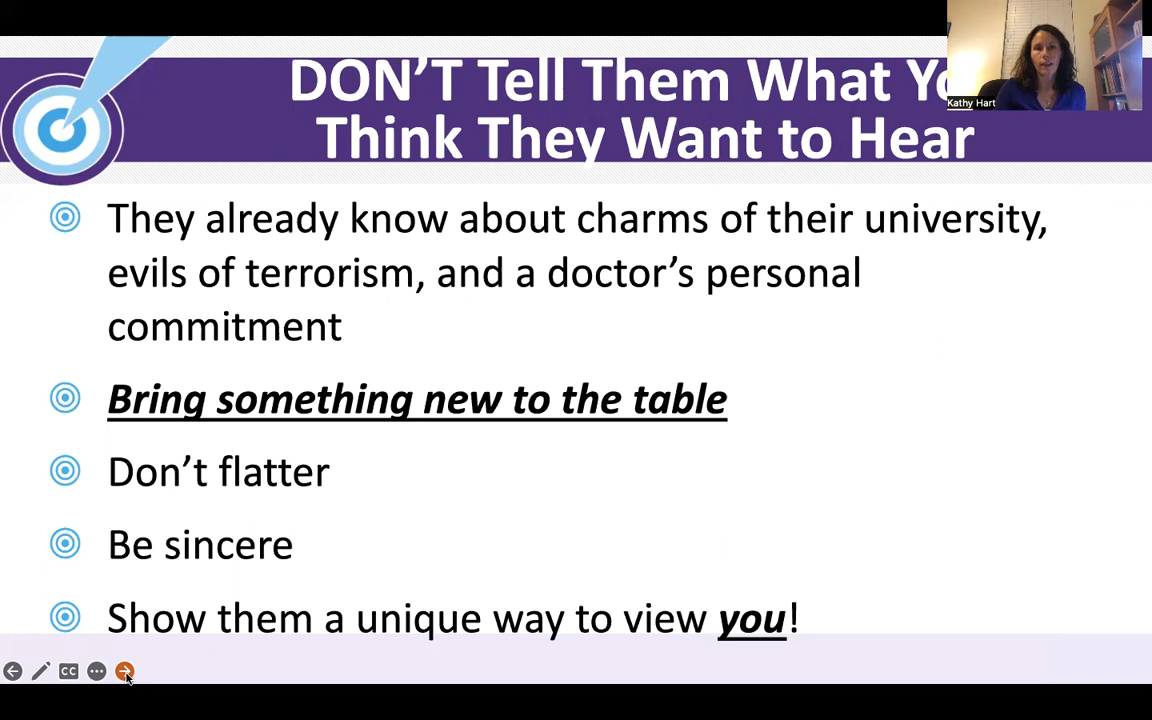 DON'T Tell Them What Yo
Think They Want to Hear
Kathy Hart
They already know about charms of their university,
evils of terrorism, and a doctor's personal
commitment
Bring something new to the table
Don't flatter
Be sincere
Show them a unique way to view you!
CC